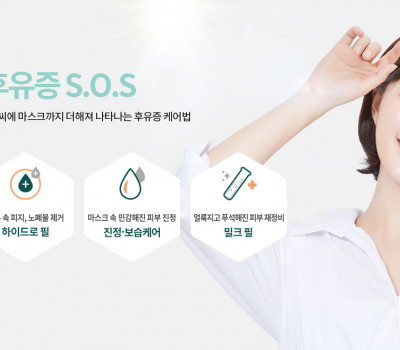 후유증 S.O.S
씨에 마스크까지 더해져 나타나는 후유증 케어법
속 피지, 노폐물 제거
하이드로 필
마스크 속 민감해진 피부 진정
진정·보습케어
얼룩지고 푸석해진 피부 재정비
밀크 필